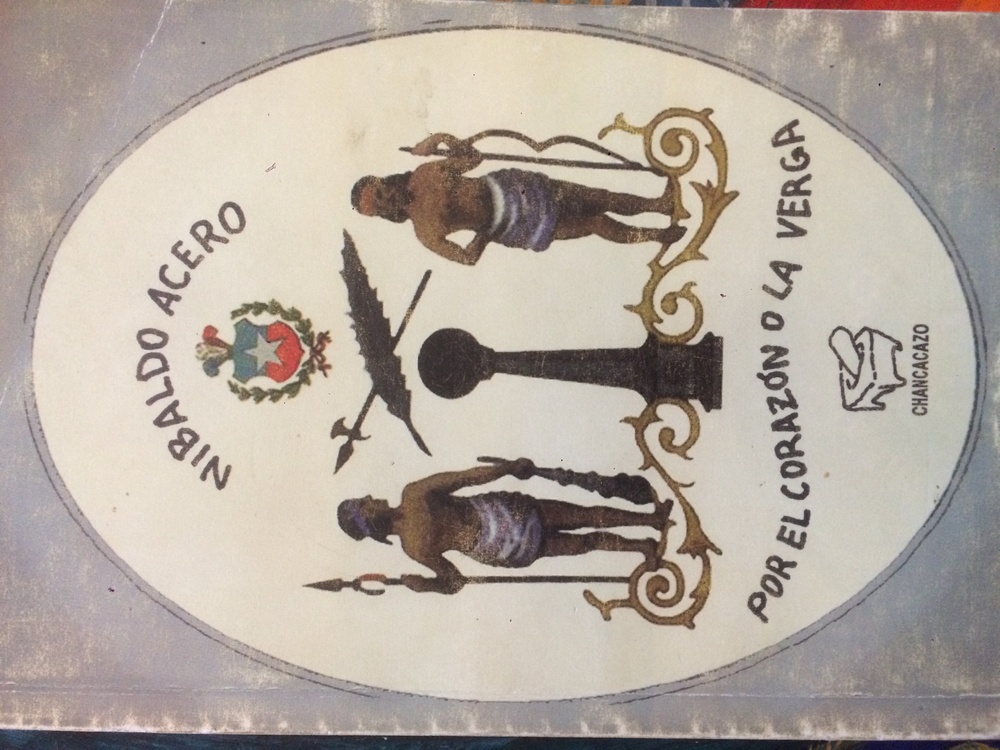 NIBALDO ACERO
POR EL CORAZÓN O LA VERGA
CHANCACAZO